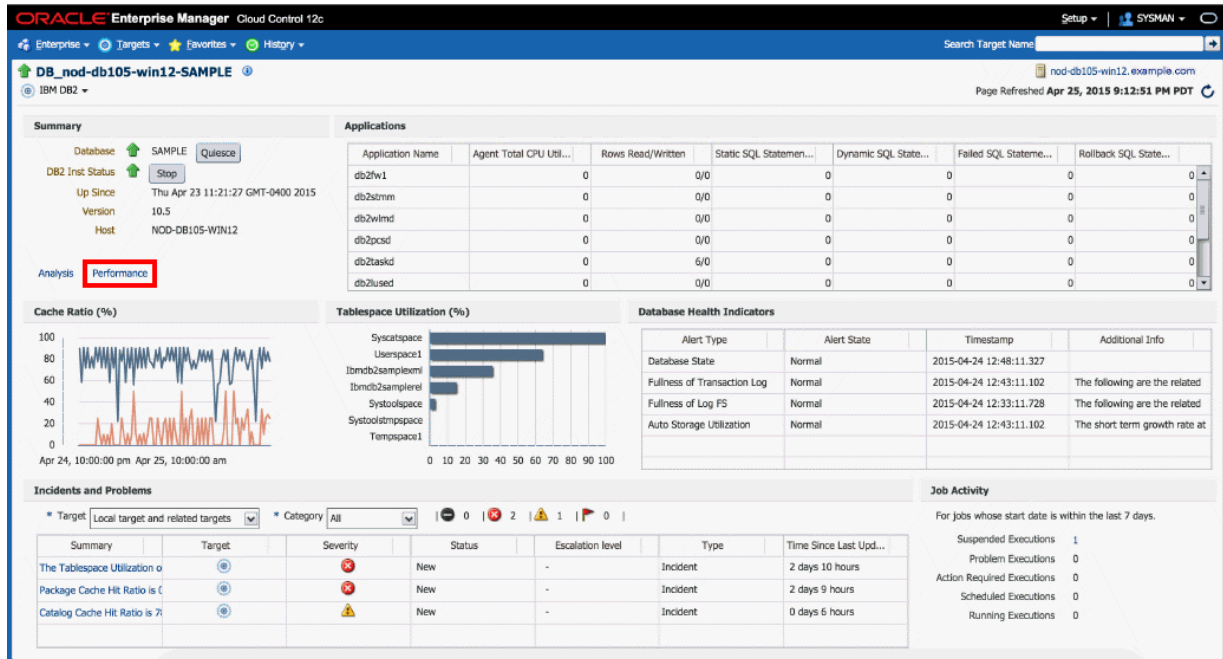 ORACLE Enterprise Manager Cloud Control 12c
Setup SYSMAN
Enterprise Targets Favorites History
Search Target Name
DB_nod-db105-win12-SAMPLE
nod-db105-win12.example.com
IBM DB2
Page Refreshed Apr 25, 2015 9:12:51 PM PDT
Summary
Database SAMPLE Quiesce
DB2 Inst Status Stop
Up Since Thu Apr 23 11:21:27 GMT-0400 2015
Version 10.5
Host NOD-DB105-WIN12
Analysis Performance
Applications
Application Name Agent Total CPU Util... Rows Read/Written Static SQL Statemen... Dynamic SQL State... Failed SQL Stateme... Rollback SQL State...
db2fw1 0 0/0 0 0 0 0
db2stmm 0 0/0 0 0 0 0
db2wlmd 0 0/0 0 0 0 0
db2pcsd 0 0/0 0 0 0 0
db2taskd 0 6/0 0 0 0 0
db2lused 0 0/0 0 0 0 0
Cache Ratio (%)
100
80
60
40
20
0
Apr 24, 10:00:00 pm Apr 25, 10:00:00 am
Tablespace Utilization (%)
Syscatspace
Userspace1
Ibmdb2samplexml
Ibmdb2samplerel
Systoolspace
Systoolstmpspace
Tempspace1
0 10 20 30 40 50 60 70 80 90 100
Database Health Indicators
Alert Type Alert State Timestamp Additional Info
Database State Normal 2015-04-24 12:48:11.327
Fullness of Transaction Log Normal 2015-04-24 12:43:11.102 The following are the related
Fullness of Log FS Normal 2015-04-24 12:33:11.728 The following are the related
Auto Storage Utilization Normal 2015-04-24 12:43:11.102 The short term growth rate at
Incidents and Problems
* Target Local target and related targets * Category All | 0 | 2 | 1 | 0 |
Summary Target Severity Status Escalation level Type Time Since Last Upd...
The Tablespace Utilization o New - Incident 2 days 10 hours
Package Cache Hit Ratio is New - Incident 2 days 9 hours
Catalog Cache Hit Ratio is New - Incident 0 days 6 hours
Job Activity
For jobs whose start date is within the last 7 days.
Suspended Executions 1
Problem Executions 0
Action Required Executions 0
Scheduled Executions 0
Running Executions 0